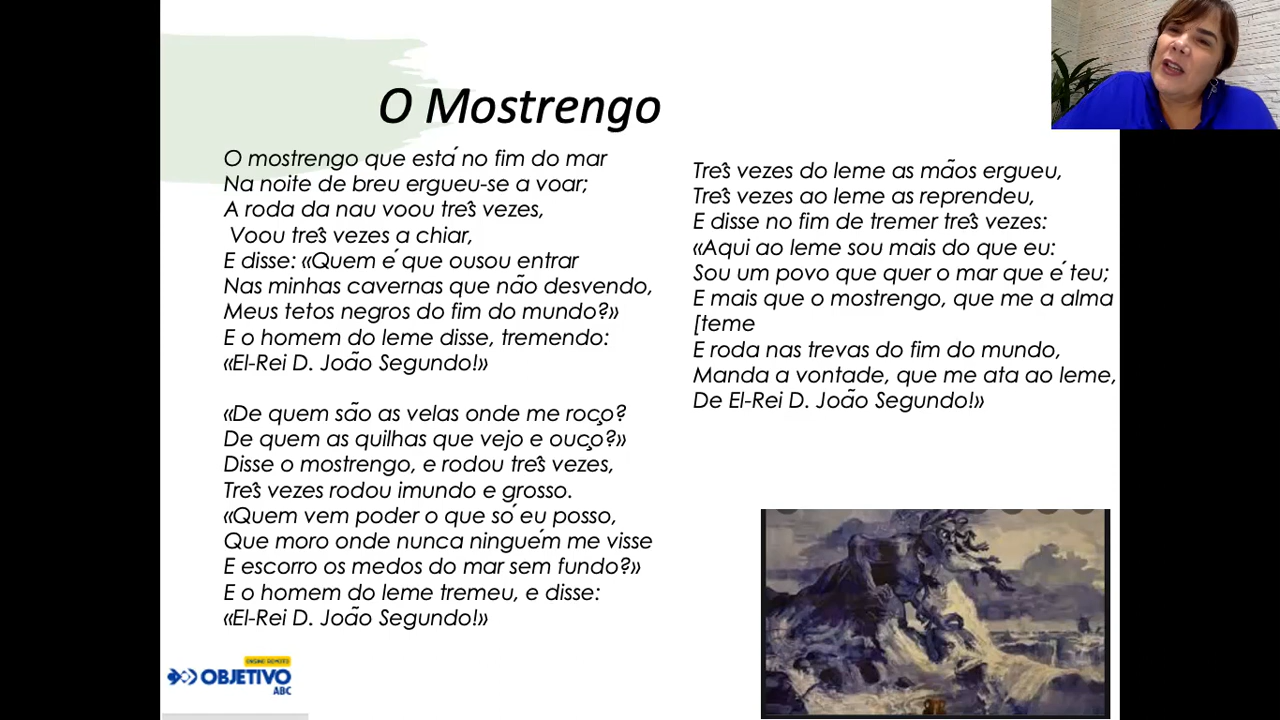 O Mostrengo
O mostrengo que está no fim do mar
Na noite de breu ergueu-se a voar;
A roda da nau voou três vezes,
Voou três vezes a chiar,
E disse: «Quem é que ousou entrar
Nas minhas cavernas que não desvendo,
Meus tetos negros do fim do mundo?»
E o homem do leme disse, tremendo:
«El-Rei D. João Segundo!»
«De quem são as velas onde me roço?
De quem as quilhas que vejo e ouço?»
Disse o mostrengo, e rodou três vezes,
Três vezes rodou imundo e grosso.
«Quem vem poder o que só eu posso,
Que moro onde nunca ninguém me visse
E escorro os medos do mar sem fundo?»
E o homem do leme tremeu, e disse:
«El-Rei D. João Segundo!»
Três vezes do leme as mãos ergueu,
Três vezes ao leme as reprendeu,
E disse no fim de tremer três vezes:
«Aqui ao leme sou mais do que eu:
Sou um povo que quer o mar que é teu;
E mais que o mostrengo, que me a alma
[teme
E roda nas trevas do fim do mundo,
Manda a vontade, que me ata ao leme,
De El-Rei D. João Segundo!»
ENSINO REMOTO
OBJETIVO
ABC